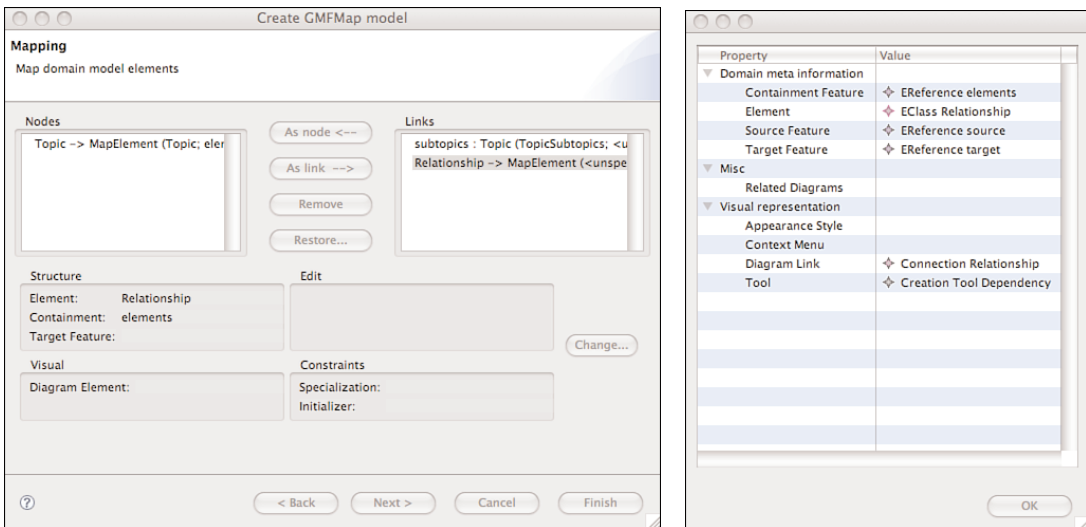 Create GMFMap model
Mapping
Map domain model elements
Nodes
Topic -> MapElement (Topic; eler
As node <--
As link -->
Remove
Restore...
Links
subtopics : Topic (TopicSubtopics; <u
Relationship -> MapElement (<unspe
Structure
Element: Relationship
Containment: elements
Target Feature:
Edit
Change...
Visual
Diagram Element:
Constraints
Specialization:
Initializer:
?
< Back
Next >
Cancel
Finish
Property Value
Domain meta information
Containment Feature EReference elements
Element EClass Relationship
Source Feature EReference source
Target Feature EReference target
Misc
Related Diagrams
Visual representation
Appearance Style
Context Menu
Diagram Link Connection Relationship
Tool Creation Tool Dependency
OK